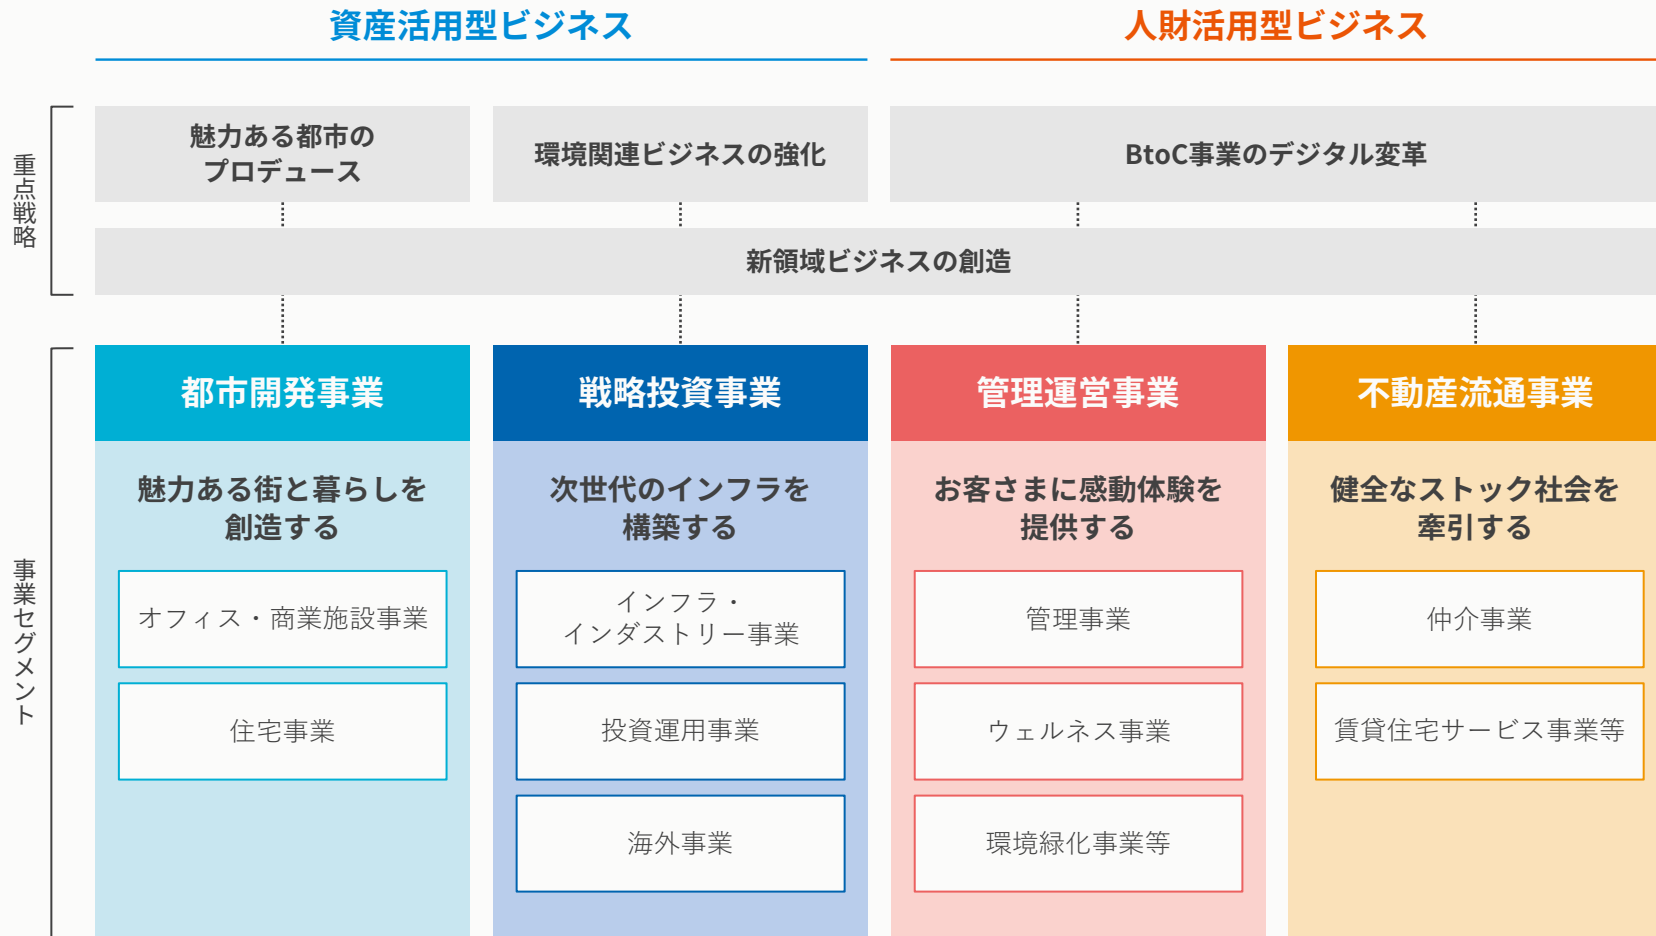 資産活用型ビジネス
人財活用型ビジネス
重点戦略
魅力ある都市の
プロデュース
環境関連ビジネスの強化
BtoC事業のデジタル変革
新領域ビジネスの創造
事業セグメント
都市開発事業
魅力ある街と暮らしを
創造する
オフィス・商業施設事業
住宅事業
戦略投資事業
次世代のインフラを
構築する
インフラ・
インダストリー事業
投資運用事業
海外事業
管理運営事業
お客さまに感動体験を
提供する
管理事業
ウェルネス事業
環境緑化事業等
不動産流通事業
健全なストック社会を
牽引する
仲介事業
賃貸住宅サービス事業等